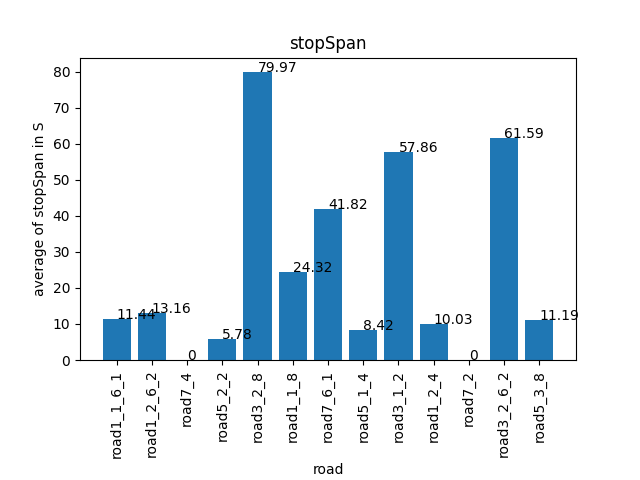 stopSpan
average of stopSpan in S
80
70
60
50
40
30
20
10
0
11.44
13.16
0
5.78
79.97
24.32
41.82
8.42
57.86
10.03
0
61.59
11.19
road1_1_6_1
road1_2_6_2
road7_4
road5_2_2
road3_2_8
road1_1_8
road7_6_1
road5_1_4
road3_1_2
road1_2_4
road7_2
road3_2_6_2
road5_3_8
road